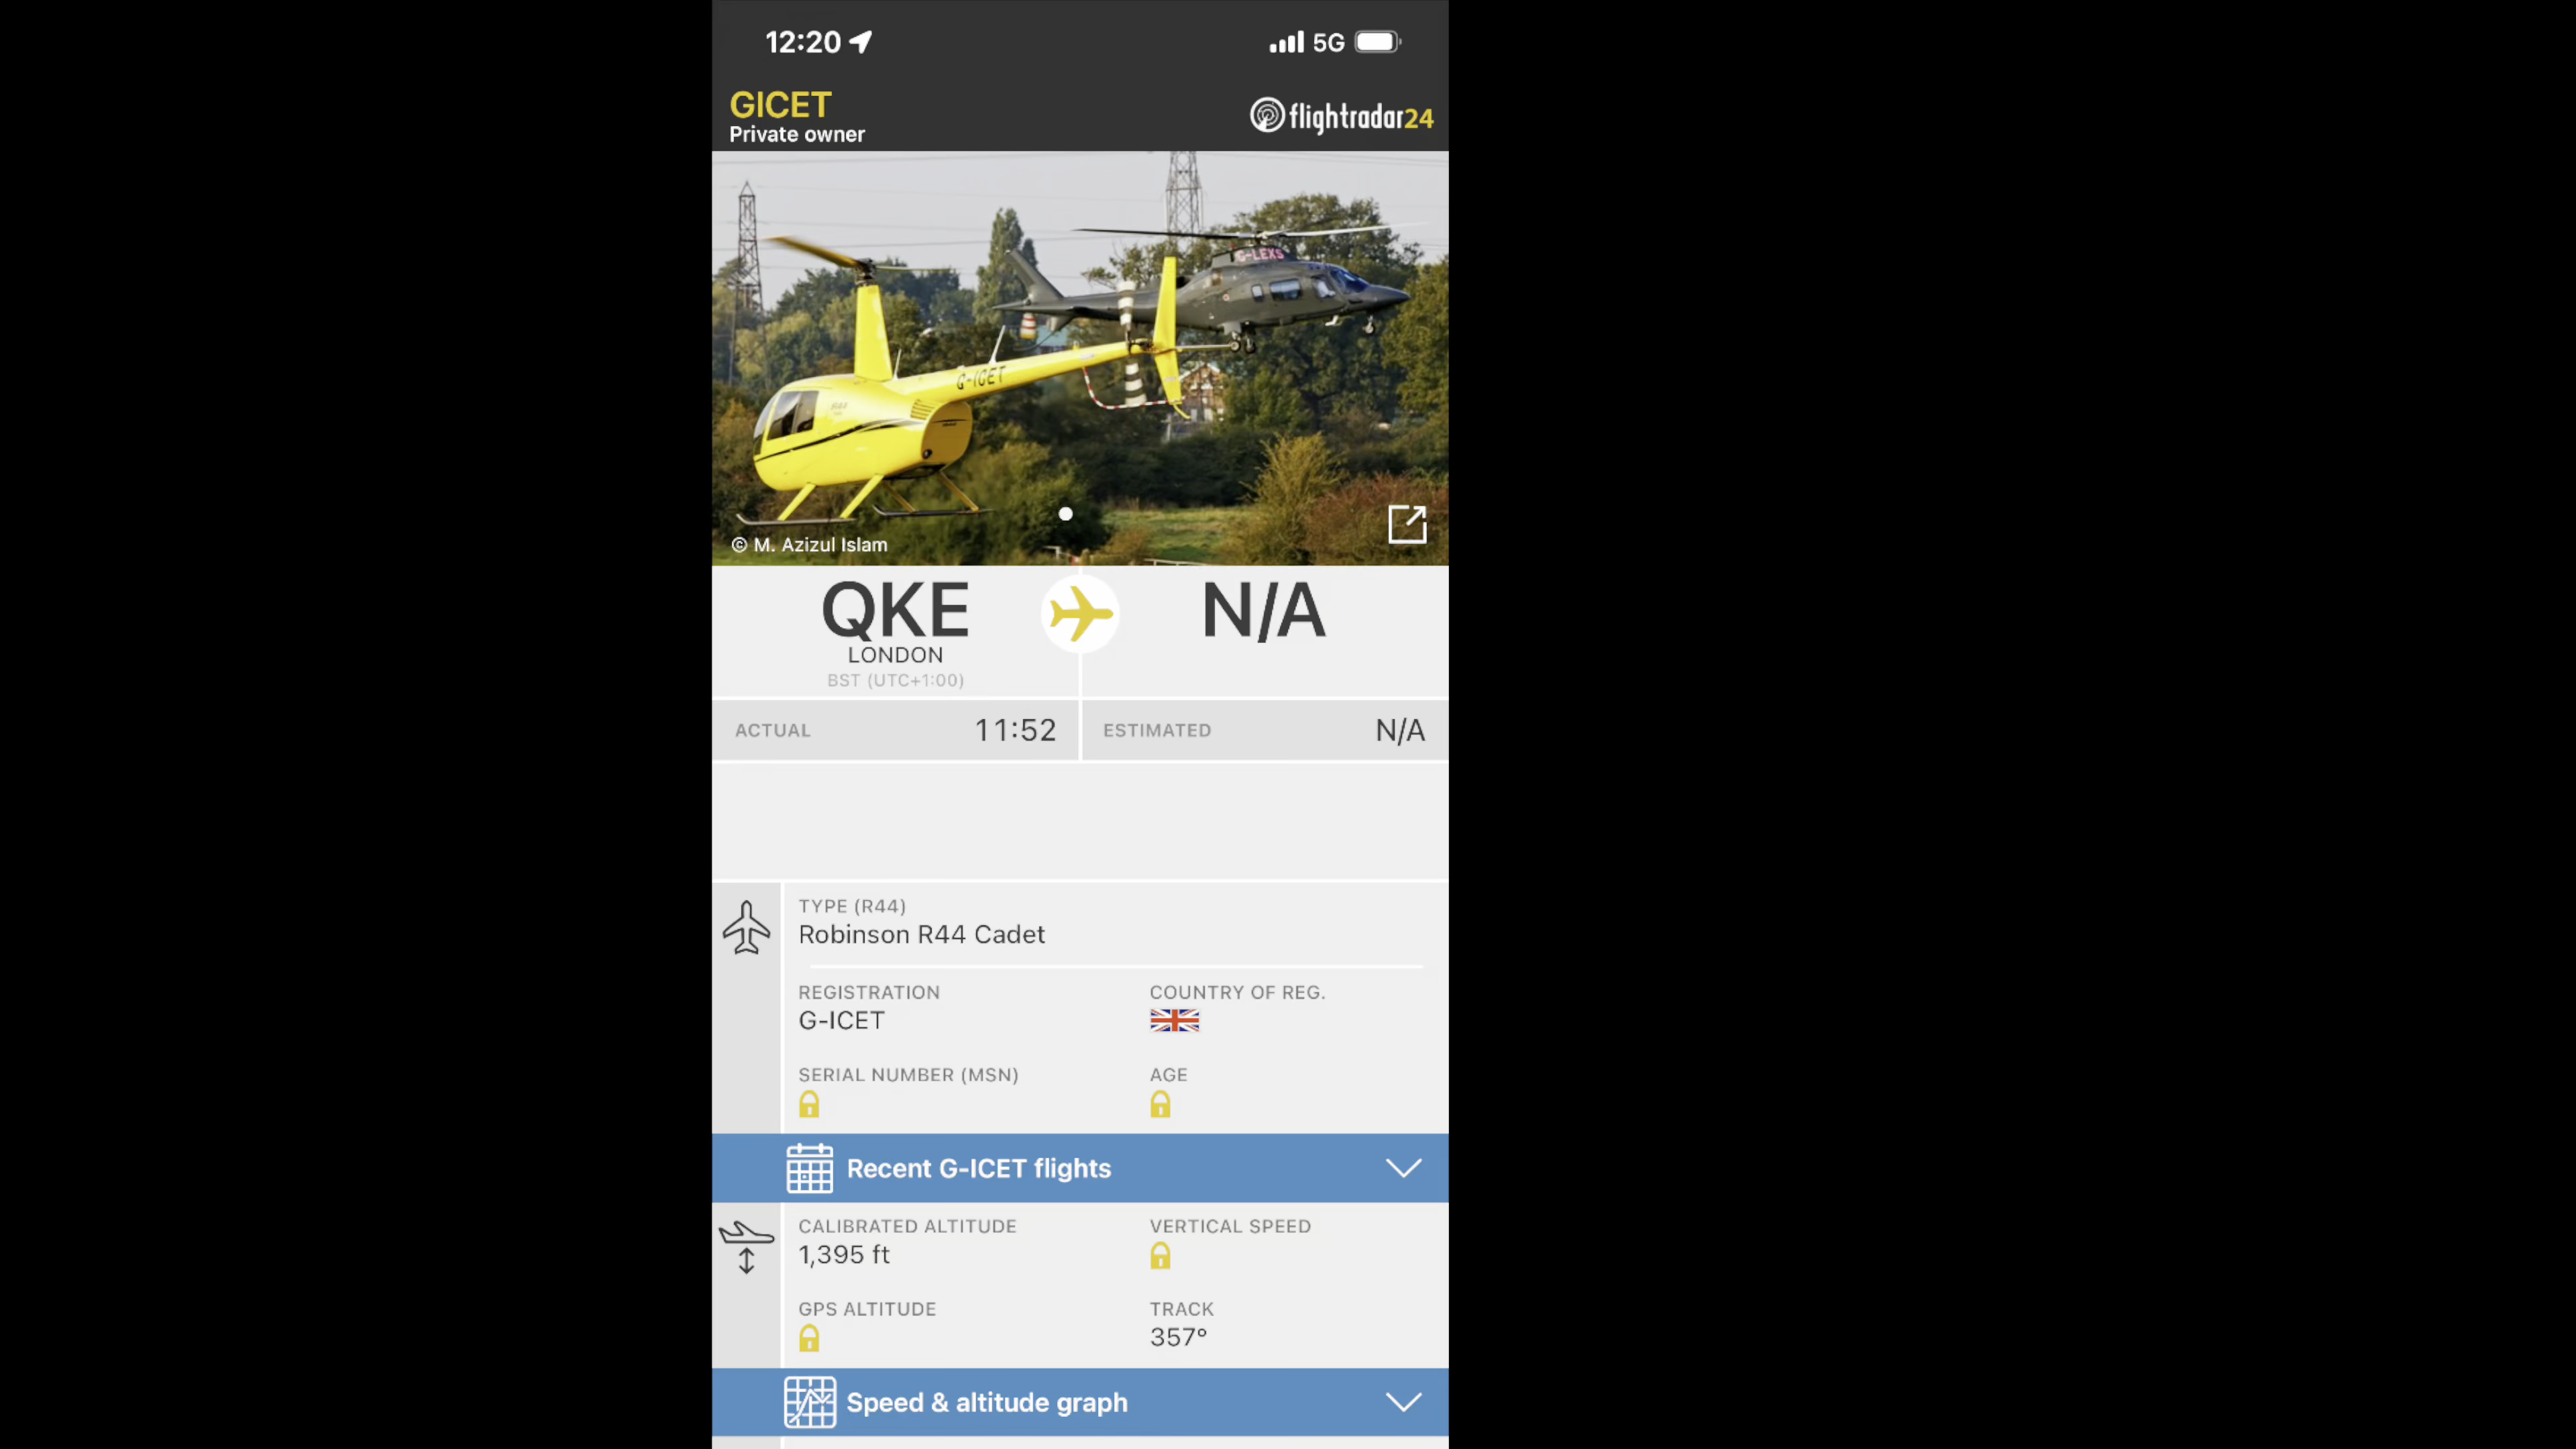 12:20
5G
GICET
Private owner
flightradar24
G-LEXS
G-ICET
© M. Azizul Islam
QKE
LONDON
BST (UTC+1:00)
N/A
ACTUAL 11:52
ESTIMATED N/A
TYPE (R44)
Robinson R44 Cadet
REGISTRATION
G-ICET
COUNTRY OF REG.
SERIAL NUMBER (MSN)
AGE
Recent G-ICET flights
CALIBRATED ALTITUDE
1,395 ft
VERTICAL SPEED
GPS ALTITUDE
TRACK
357°
Speed & altitude graph